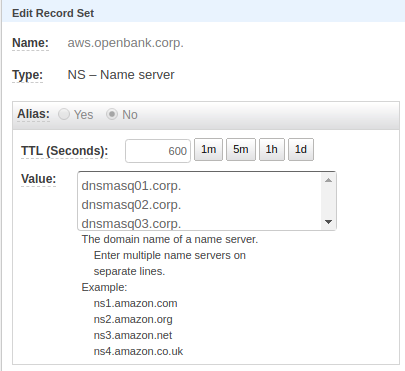 Edit Record Set
Name: aws.openbank.corp.
Type: NS – Name server
Alias: Yes No
TTL (Seconds): 600 1m 5m 1h 1d
Value: dnsmasq01.corp.
dnsmasq02.corp.
dnsmasq03.corp.
The domain name of a name server.
Enter multiple name servers on
separate lines.
Example:
ns1.amazon.com
ns2.amazon.org
ns3.amazon.net
ns4.amazon.co.uk